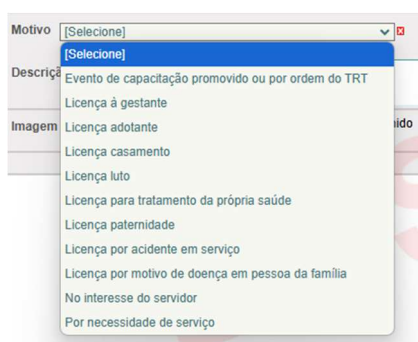 Motivo [Selecione]
[Selecione]
Descriçã
Evento de capacitação promovido ou por ordem do TRT
Licença à gestante
Licença adotante
Imagem
ido
Licença casamento
Licença luto
Licença para tratamento da própria saúde
Licença paternidade
Licença por acidente em serviço
Licença por motivo de doença em pessoa da família
No interesse do servidor
Por necessidade de serviço